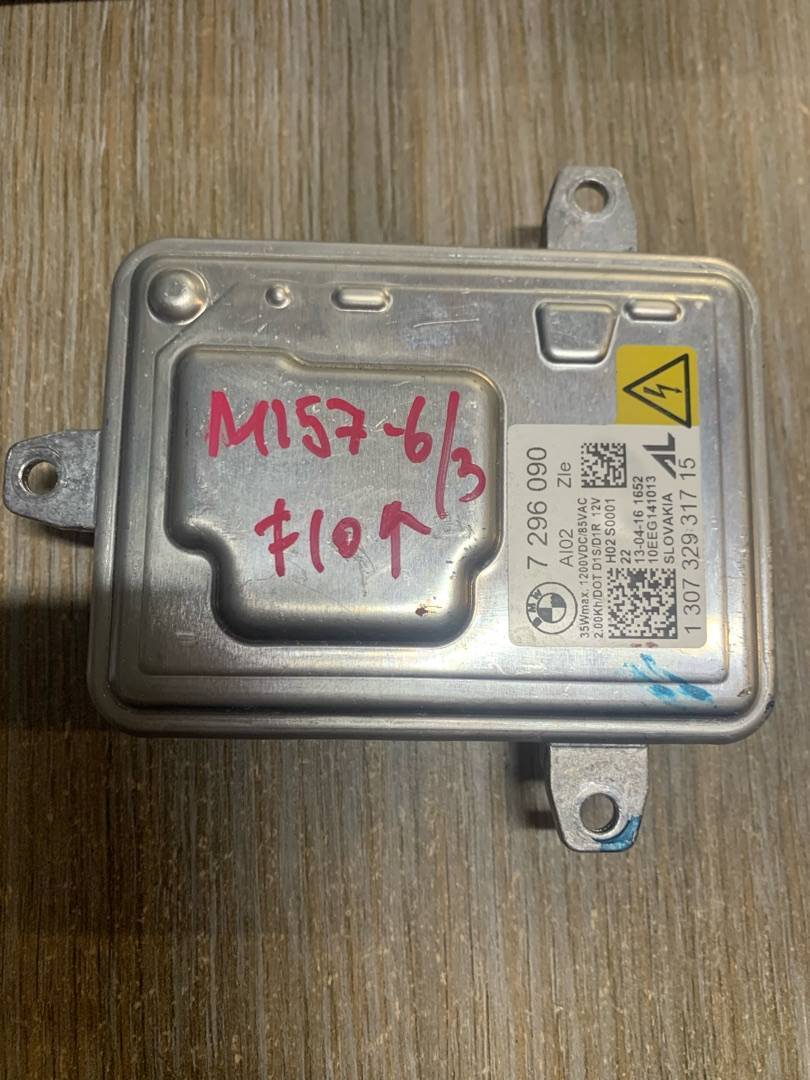 M157-6/3
F10↑
BMW
7 296 090
AI02 Zle
35Wmax. 1200VDC/85VAC
2.00Kh/DOT D1S/D1R 12V
H02 S0001
22
13-04-16 1652
10EEG141013
SLOVAKIA
AL
1 307 329 317 15